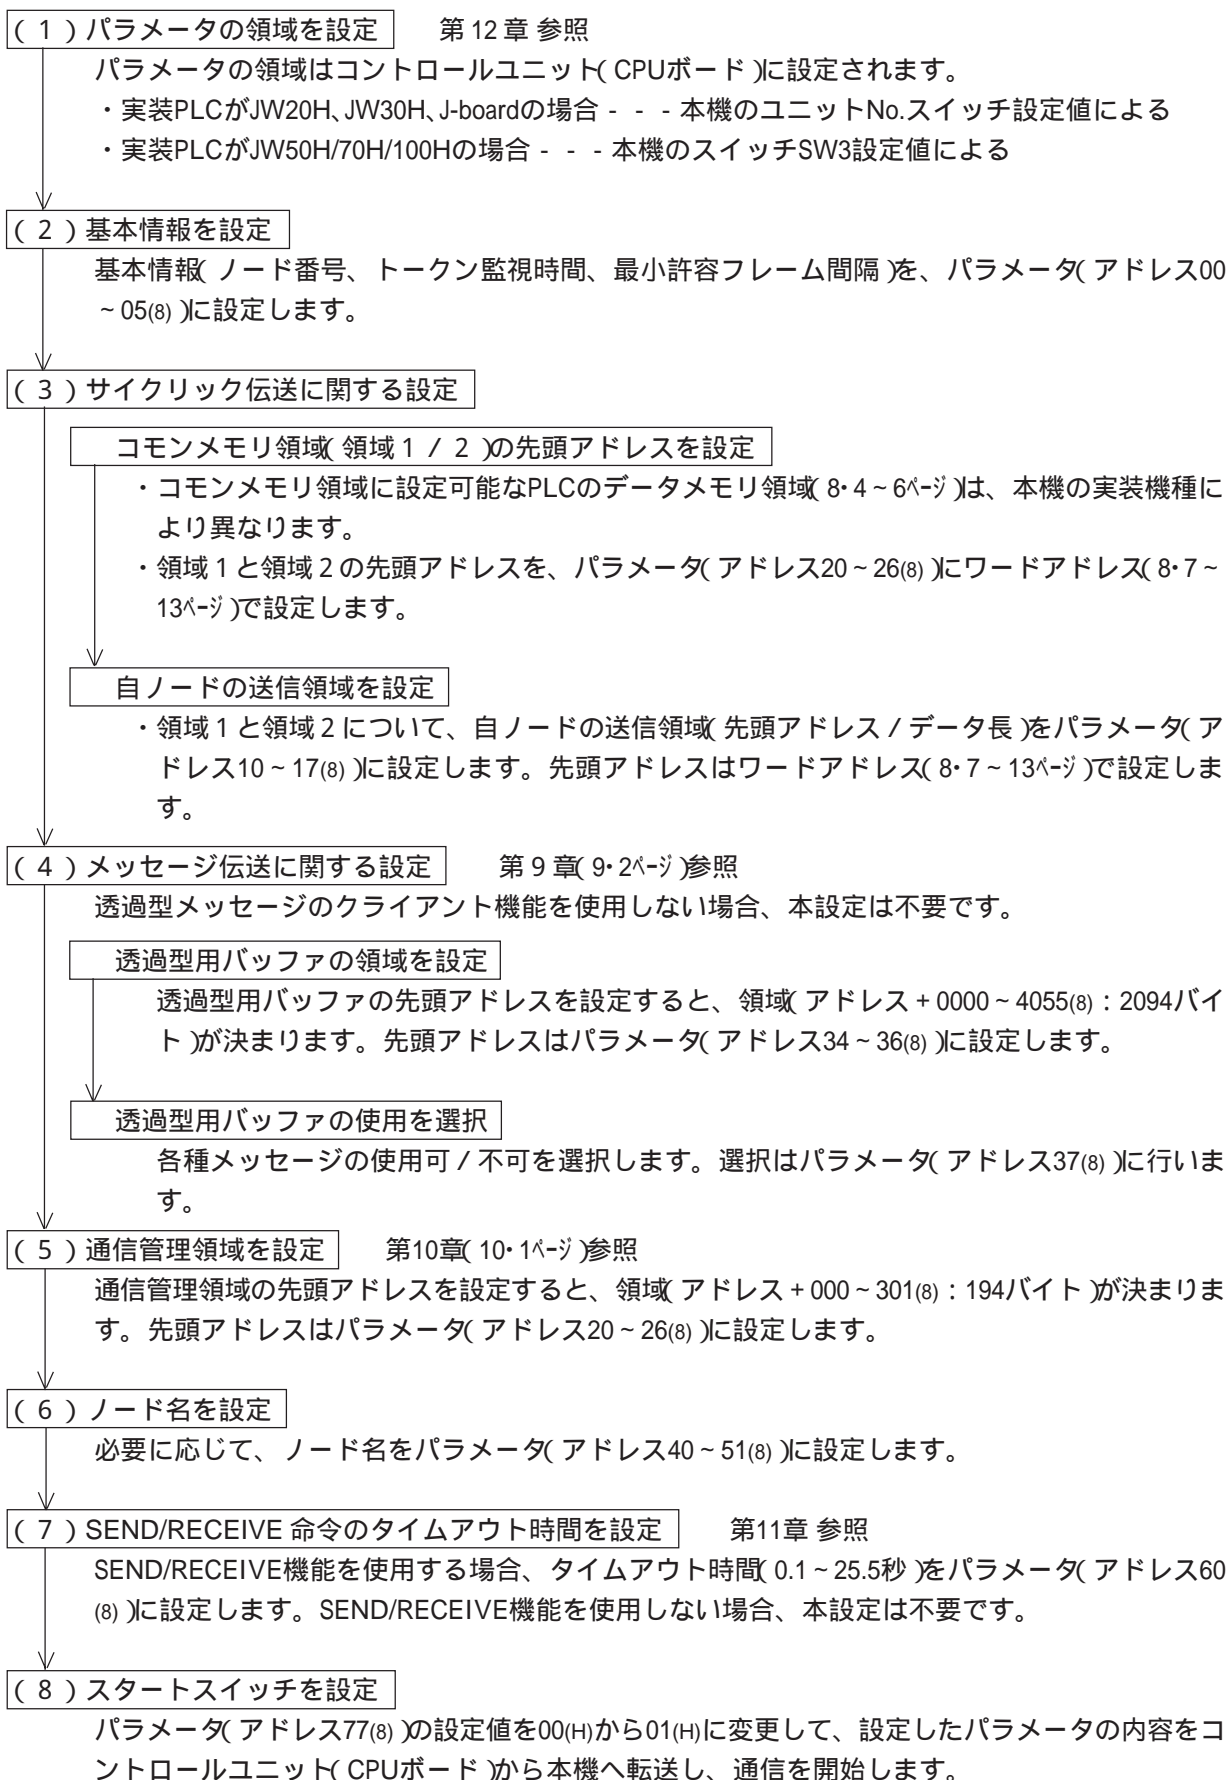 (1)パラメータの領域を設定 第12章 参照
パラメータの領域はコントロールユニット(CPUボード)に設定されます。
・実装PLCがJW20H、JW30H、J-boardの場合 - - - 本機のユニットNo.スイッチ設定値による
・実装PLCがJW50H/70H/100Hの場合 - - - 本機のスイッチSW3設定値による
(2)基本情報を設定
基本情報(ノード番号、トークン監視時間、最小許容フレーム間隔)を、パラメータ(アドレス00
~05(8))に設定します。
(3)サイクリック伝送に関する設定
コモンメモリ領域(領域1/2)の先頭アドレスを設定
・コモンメモリ領域に設定可能なPLCのデータメモリ領域(8・4~6ページ)は、本機の実装機種に
より異なります。
・領域1と領域2の先頭アドレスを、パラメータ(アドレス20~26(8))にワードアドレス(8・7~
13ページ)で設定します。
自ノードの送信領域を設定
・領域1と領域2について、自ノードの送信領域(先頭アドレス/データ長)をパラメータ(ア
ドレス10~17(8))に設定します。先頭アドレスはワードアドレス(8・7~13ページ)で設定しま
す。
(4)メッセージ伝送に関する設定 第9章(9・2ページ)参照
透過型メッセージのクライアント機能を使用しない場合、本設定は不要です。
透過型用バッファの領域を設定
透過型用バッファの先頭アドレスを設定すると、領域(アドレス+0000~4055(8):2094バイ
ト)が決まります。先頭アドレスはパラメータ(アドレス34~36(8))に設定します。
透過型用バッファの使用を選択
各種メッセージの使用可/不可を選択します。選択はパラメータ(アドレス37(8))に行いま
す。
(5)通信管理領域を設定 第10章(10・1ページ)参照
通信管理領域の先頭アドレスを設定すると、領域(アドレス+000~301(8):194バイト)が決まりま
す。先頭アドレスはパラメータ(アドレス20~26(8))に設定します。
(6)ノード名を設定
必要に応じて、ノード名をパラメータ(アドレス40~51(8))に設定します。
(7)SEND/RECEIVE 命令のタイムアウト時間を設定 第11章 参照
SEND/RECEIVE機能を使用する場合、タイムアウト時間(0.1~25.5秒)をパラメータ(アドレス60
(8))に設定します。SEND/RECEIVE機能を使用しない場合、本設定は不要です。
(8)スタートスイッチを設定
パラメータ(アドレス77(8))の設定値を00(H)から01(H)に変更して、設定したパラメータの内容をコ
ントロールユニット(CPUボード)から本機へ転送し、通信を開始します。